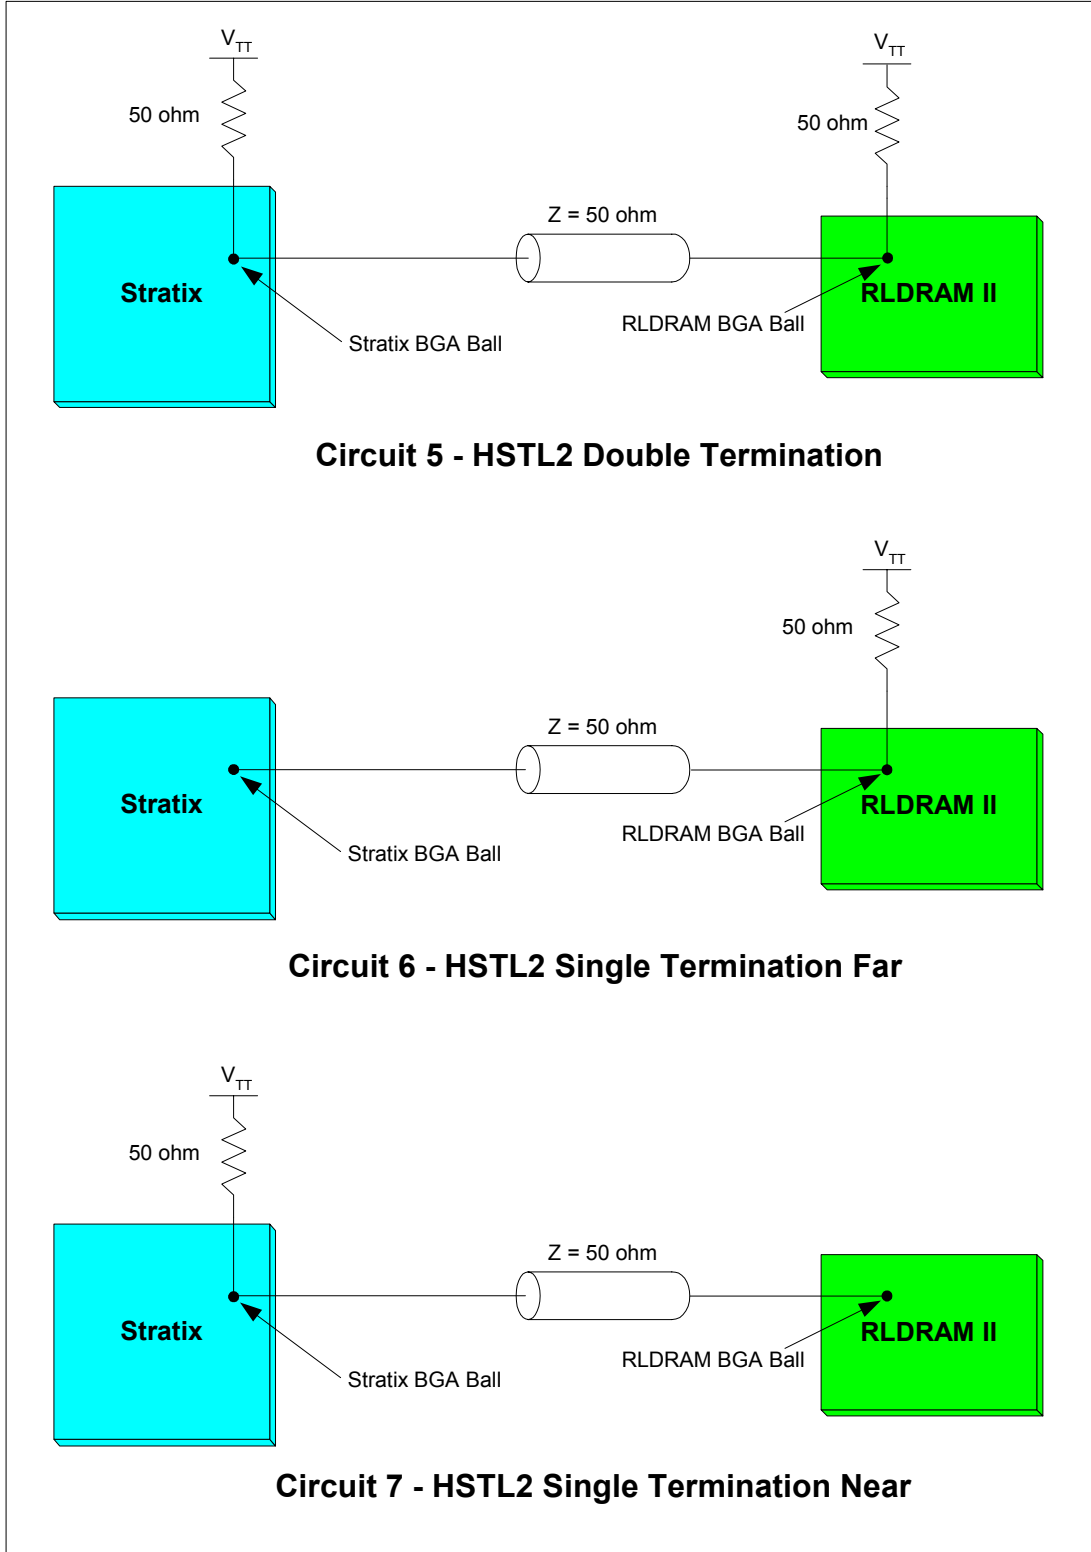 VTT
VTT
50 ohm
50 ohm
Z = 50 ohm
Stratix
RLDRAM II
RLDRAM BGA Ball
Stratix BGA Ball
Circuit 5 - HSTL2 Double Termination
VTT
50 ohm
Z = 50 ohm
Stratix
RLDRAM II
RLDRAM BGA Ball
Stratix BGA Ball
Circuit 6 - HSTL2 Single Termination Far
VTT
50 ohm
Z = 50 ohm
Stratix
RLDRAM II
RLDRAM BGA Ball
Stratix BGA Ball
Circuit 7 - HSTL2 Single Termination Near